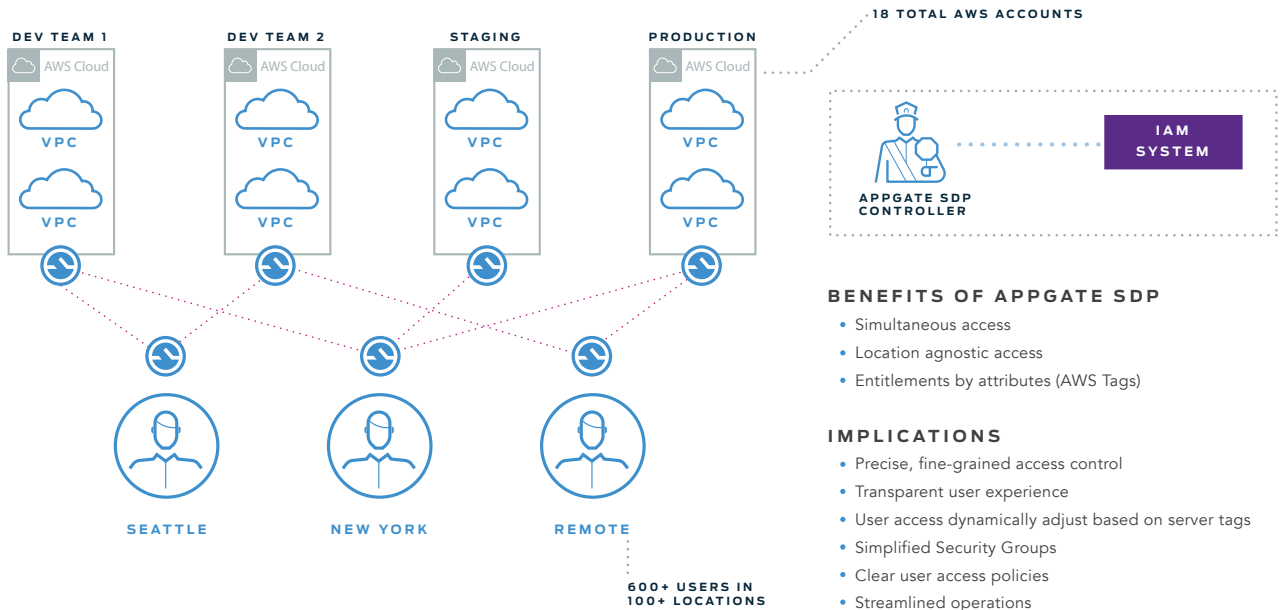 18 TOTAL AWS ACCOUNTS
DEV TEAM 1
DEV TEAM 2
STAGING
PRODUCTION
AWS Cloud
AWS Cloud
AWS Cloud
AWS Cloud
VPC
VPC
VPC
VPC
VPC
VPC
VPC
VPC
IAM
SYSTEM
APPGATE SDP
CONTROLLER
SEATTLE
NEW YORK
REMOTE
600+ USERS IN
100+ LOCATIONS
BENEFITS OF APPGATE SDP
• Simultaneous access
• Location agnostic access
• Entitlements by attributes (AWS Tags)
IMPLICATIONS
• Precise, fine-grained access control
• Transparent user experience
• User access dynamically adjust based on server tags
• Simplified Security Groups
• Clear user access policies
• Streamlined operations